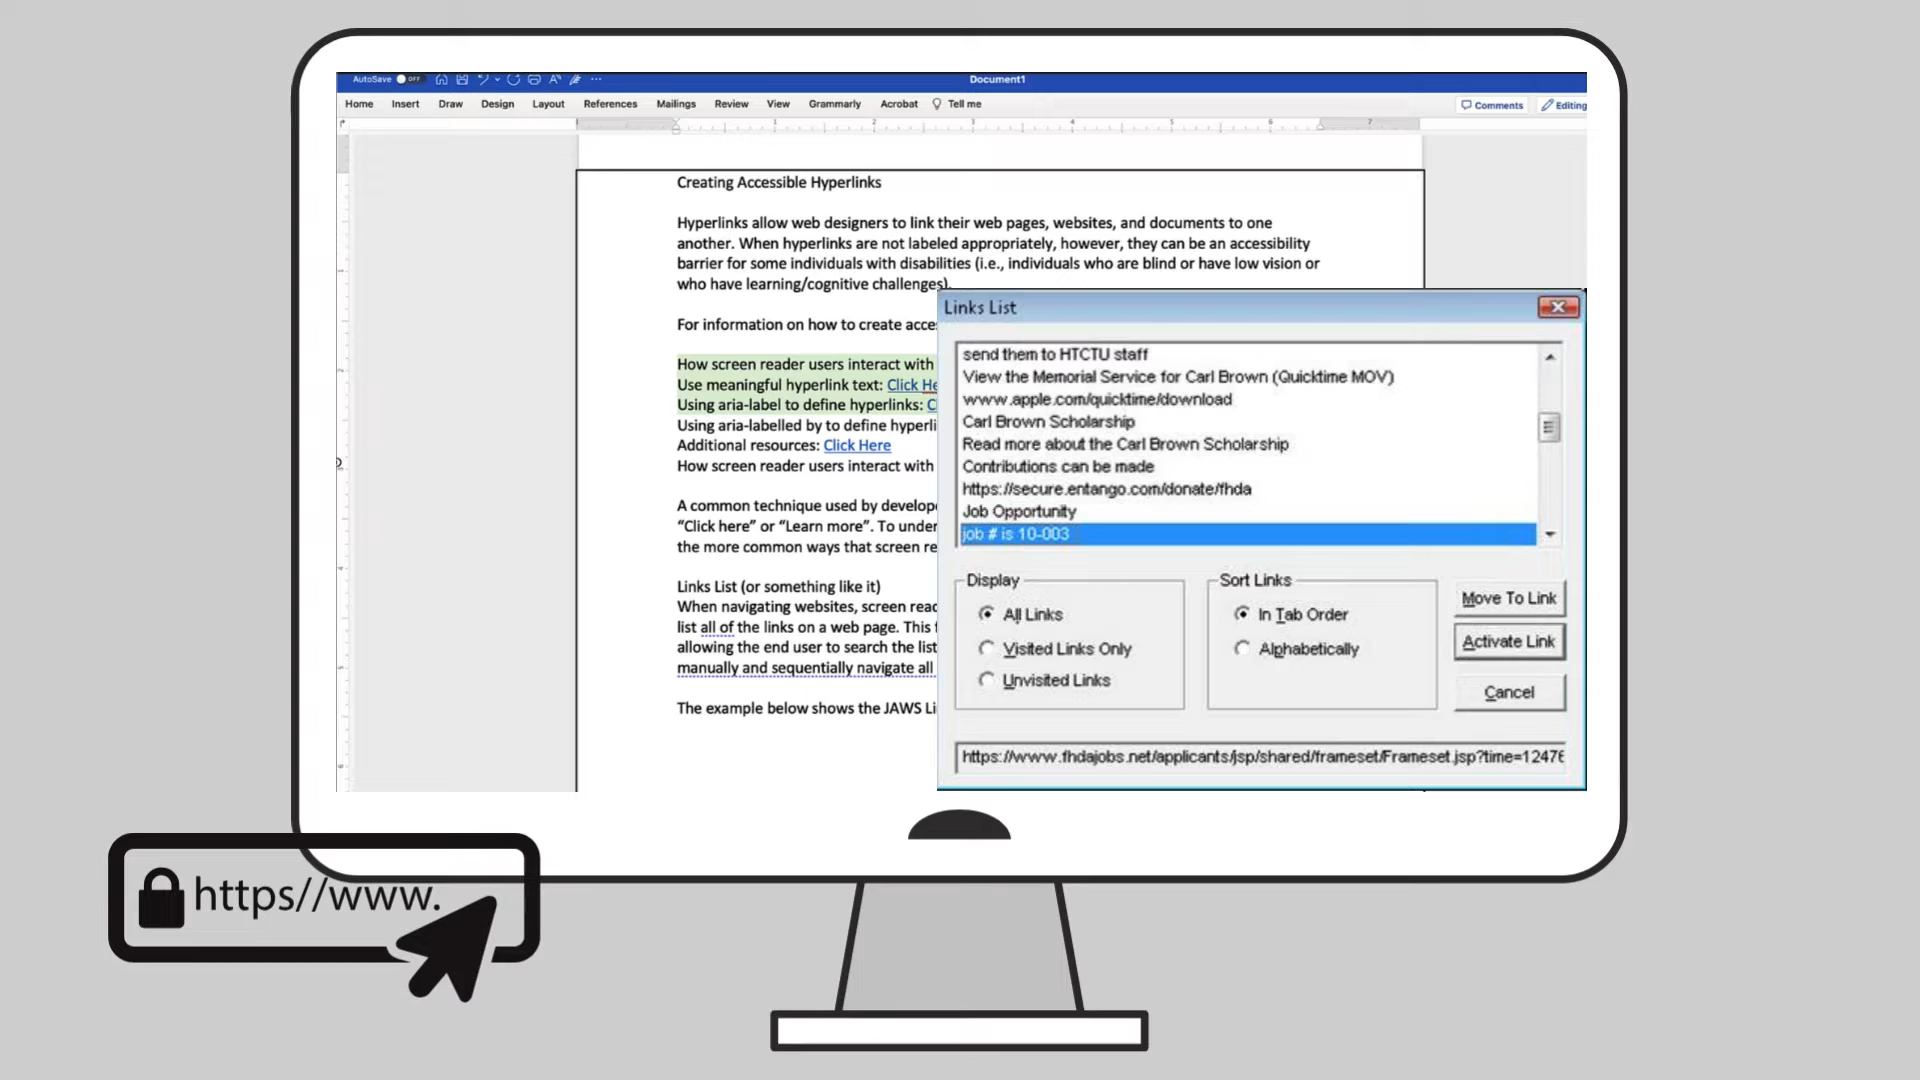 AutoSave OFF
Document1
Home Insert Draw Design Layout References Mailings Review View Grammarly Acrobat Tell me
Comments Editing
1 2 3 4 5 6 7
Creating Accessible Hyperlinks
Hyperlinks allow web designers to link their web pages, websites, and documents to one
another. When hyperlinks are not labeled appropriately, however, they can be an accessibility
barrier for some individuals with disabilities (i.e., individuals who are blind or have low vision or
who have learning/cognitive challenges).
For information on how to create
How screen reader users interact with
Use meaningful hyperlink text: Click
Using aria-label to define hyperlinks:
Using aria-labelled by to define
Additional resources: Click Here
How screen reader users interact with
A common technique used by
“Click here” or “Learn more”. To
the more common ways that screen
Links List (or something like it)
When navigating websites, screen
list all of the links on a web page. This
allowing the end user to search the list
manually and sequentially navigate all
The example below shows the JAWS
Links List
send them to HTCTU staff
View the Memorial Service for Carl Brown (Quicktime MOV)
www.apple.com/quicktime/download
Carl Brown Scholarship
Read more about the Carl Brown Scholarship
Contributions can be made
https://secure.entango.com/donate/fhda
Job Opportunity
job # is 10-003
Display
All Links
Visited Links Only
Unvisited Links
Sort Links
In Tab Order
Alphabetically
Move To Link
Activate Link
Cancel
https://www.fhdajobs.net/applicants/jsp/shared/frameset/Frameset.jsp?time=1247
https//www.